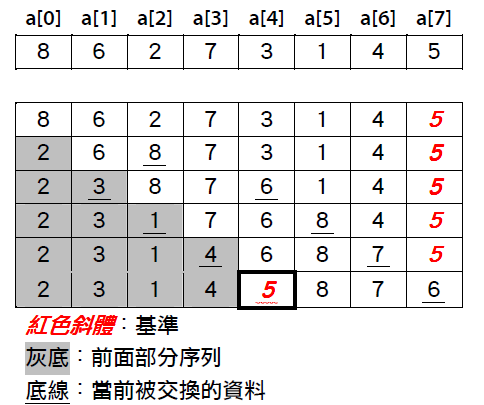 a[0] a[1] a[2] a[3] a[4] a[5] a[6] a[7]
8 6 2 7 3 1 4 5
8 6 2 7 3 1 4 5
2 6 8 7 3 1 4 5
2 3 8 7 6 1 4 5
2 3 1 7 6 8 4 5
2 3 1 4 6 8 7 5
2 3 1 4 5 8 7 6
紅色斜體：基準
灰底：前面部分序列
底線：當前被交換的資料